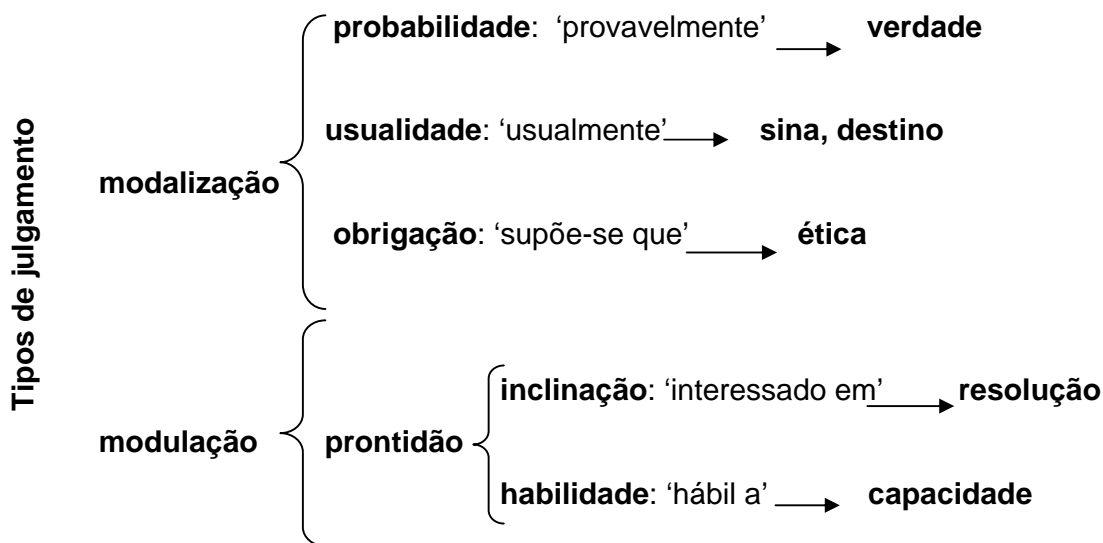 Tipos de julgamento
modalização
probabilidade: ‘provavelmente’ verdade
usualidade: ‘usualmente’ sina, destino
obrigação: ‘supõe-se que’ ética
modulação
prontidão
inclinação: ‘interessado em’ resolução
habilidade: ‘hábil a’ capacidade